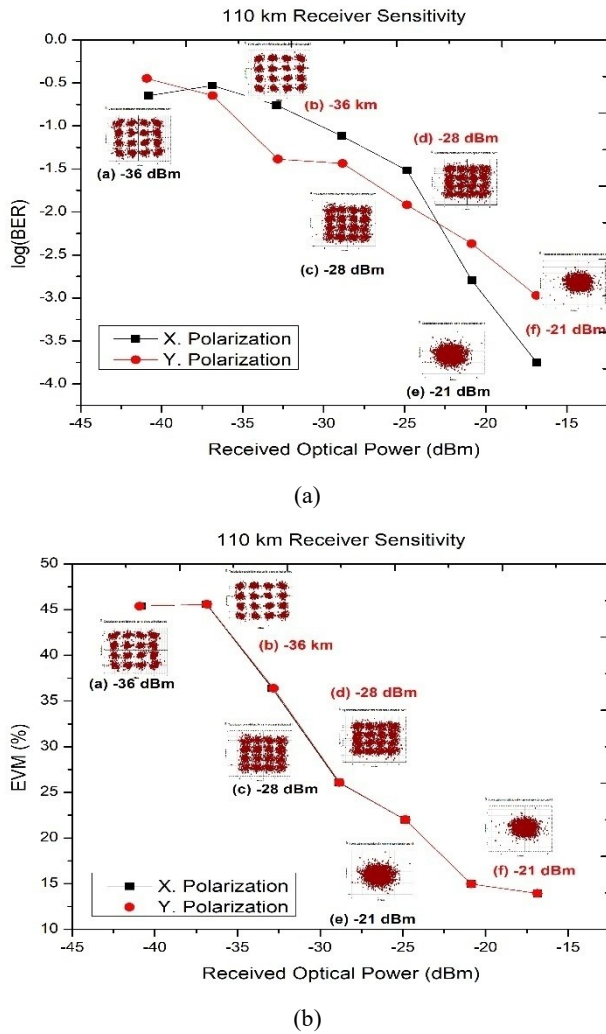 110 km Receiver Sensitivity
0.0
-0.5
-1.0
-1.5
-2.0
-2.5
-3.0
-3.5
-4.0
log(BER)
(a) -36 dBm
(b) -36 km
(c) -28 dBm
(d) -28 dBm
(e) -21 dBm
(f) -21 dBm
X. Polarization
Y. Polarization
-45 -40 -35 -30 -25 -20 -15
Received Optical Power (dBm)
(a)
110 km Receiver Sensitivity
50
45
40
35
30
25
20
15
10
EVM (%)
(a) -36 dBm
(b) -36 km
(c) -28 dBm
(d) -28 dBm
(e) -21 dBm
(f) -21 dBm
X. Polarization
Y. Polarization
-45 -40 -35 -30 -25 -20 -15
Received Optical Power (dBm)
(b)